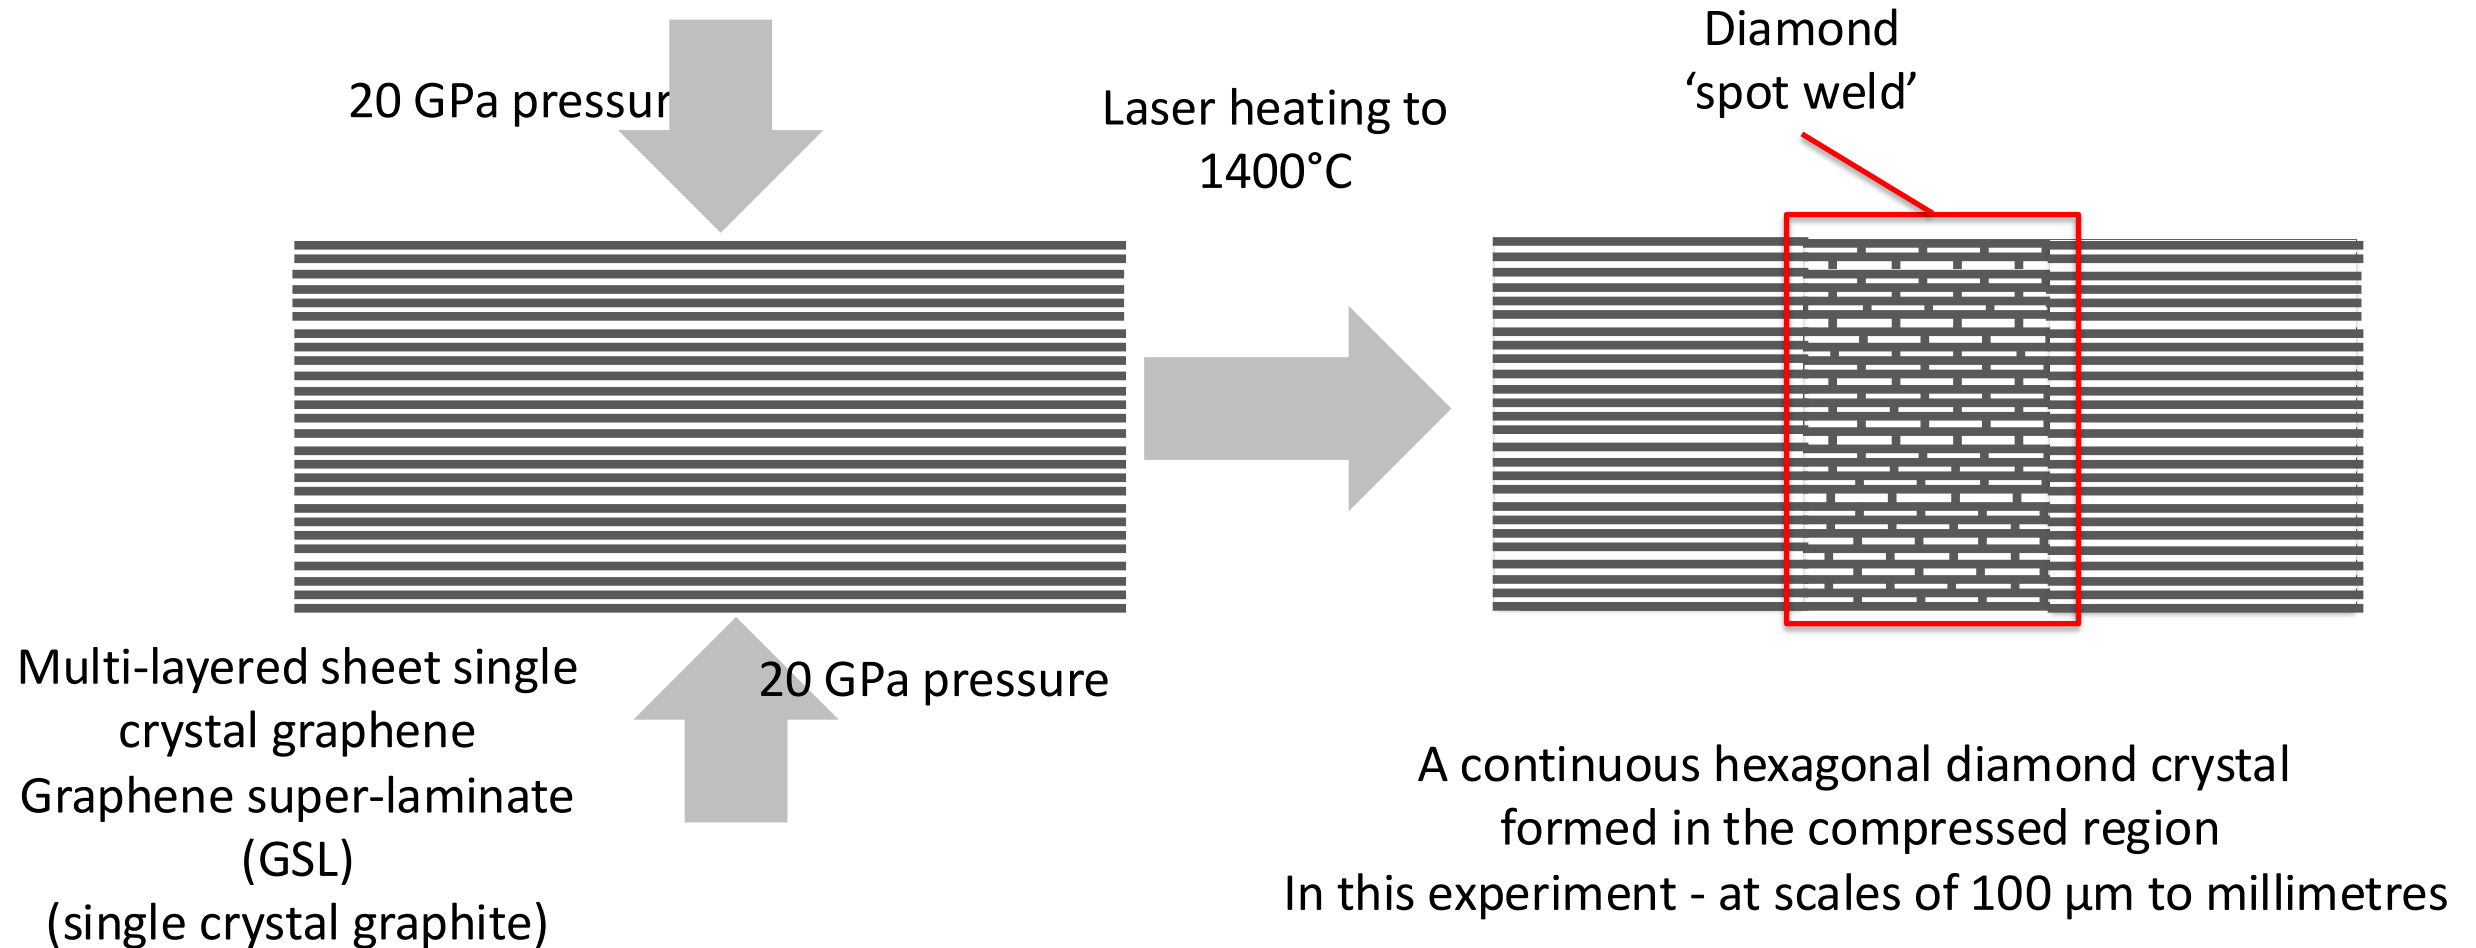 20 GPa pressur
Laser heating to
1400°C
Diamond
‘spot weld’
Multi-layered sheet single
crystal graphene
Graphene super-laminate
(GSL)
(single crystal graphite)
20 GPa pressure
A continuous hexagonal diamond crystal
formed in the compressed region
In this experiment - at scales of 100 µm to millimetres